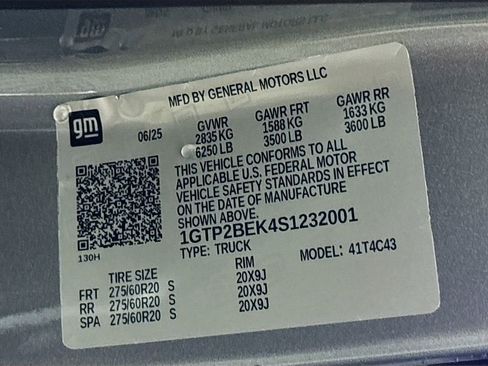 MFD BY GENERAL MOTORS LLC
gm
06/25
GVWR GAWR FRT GAWR RR
2835 KG 1588 KG 1633 KG
6250 LB 3500 LB 3600 LB
THIS VEHICLE CONFORMS TO ALL
APPLICABLE U.S. FEDERAL MOTOR
VEHICLE SAFETY STANDARDS IN EFFECT
ON THE DATE OF MANUFACTURE
SHOWN ABOVE.
1GTP2BEK4S1232001
TYPE: TRUCK MODEL: 41T4C43
130H
TIRE SIZE RIM
FRT 275/60R20 S 20X9J
RR 275/60R20 S 20X9J
SPA 275/60R20 S 20X9J